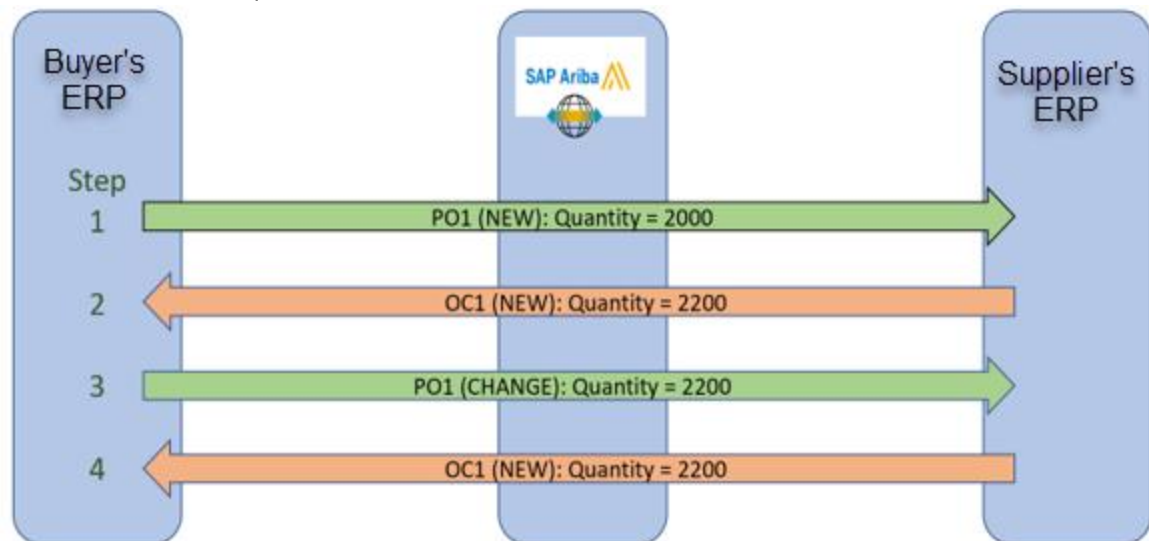 Buyer's
ERP
SAP Ariba
Supplier's
ERP
Step
1
PO1 (NEW): Quantity = 2000
2
OC1 (NEW): Quantity = 2200
3
PO1 (CHANGE): Quantity = 2200
4
OC1 (NEW): Quantity = 2200